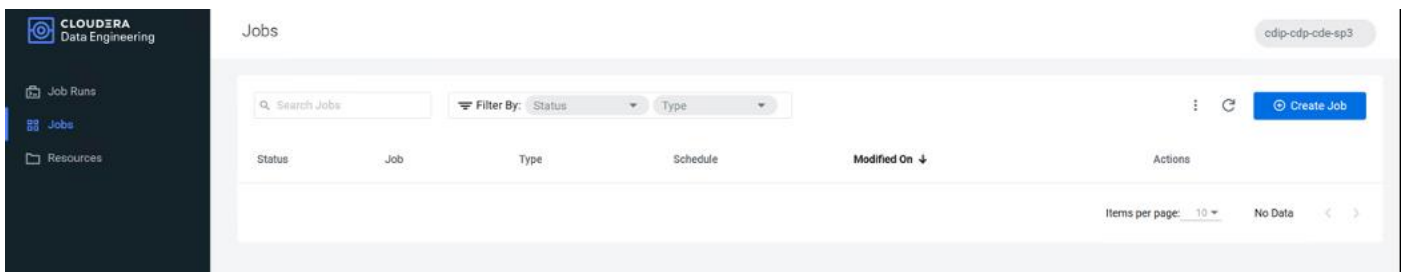 CLOUDERA
Data Engineering
Jobs
cdip-cdp-cde-sp3
Job Runs
Jobs
Resources
Search Jobs
Filter By: Status Type
Create Job
Status Job Type Schedule Modified On Actions
Items per page: 10 No Data